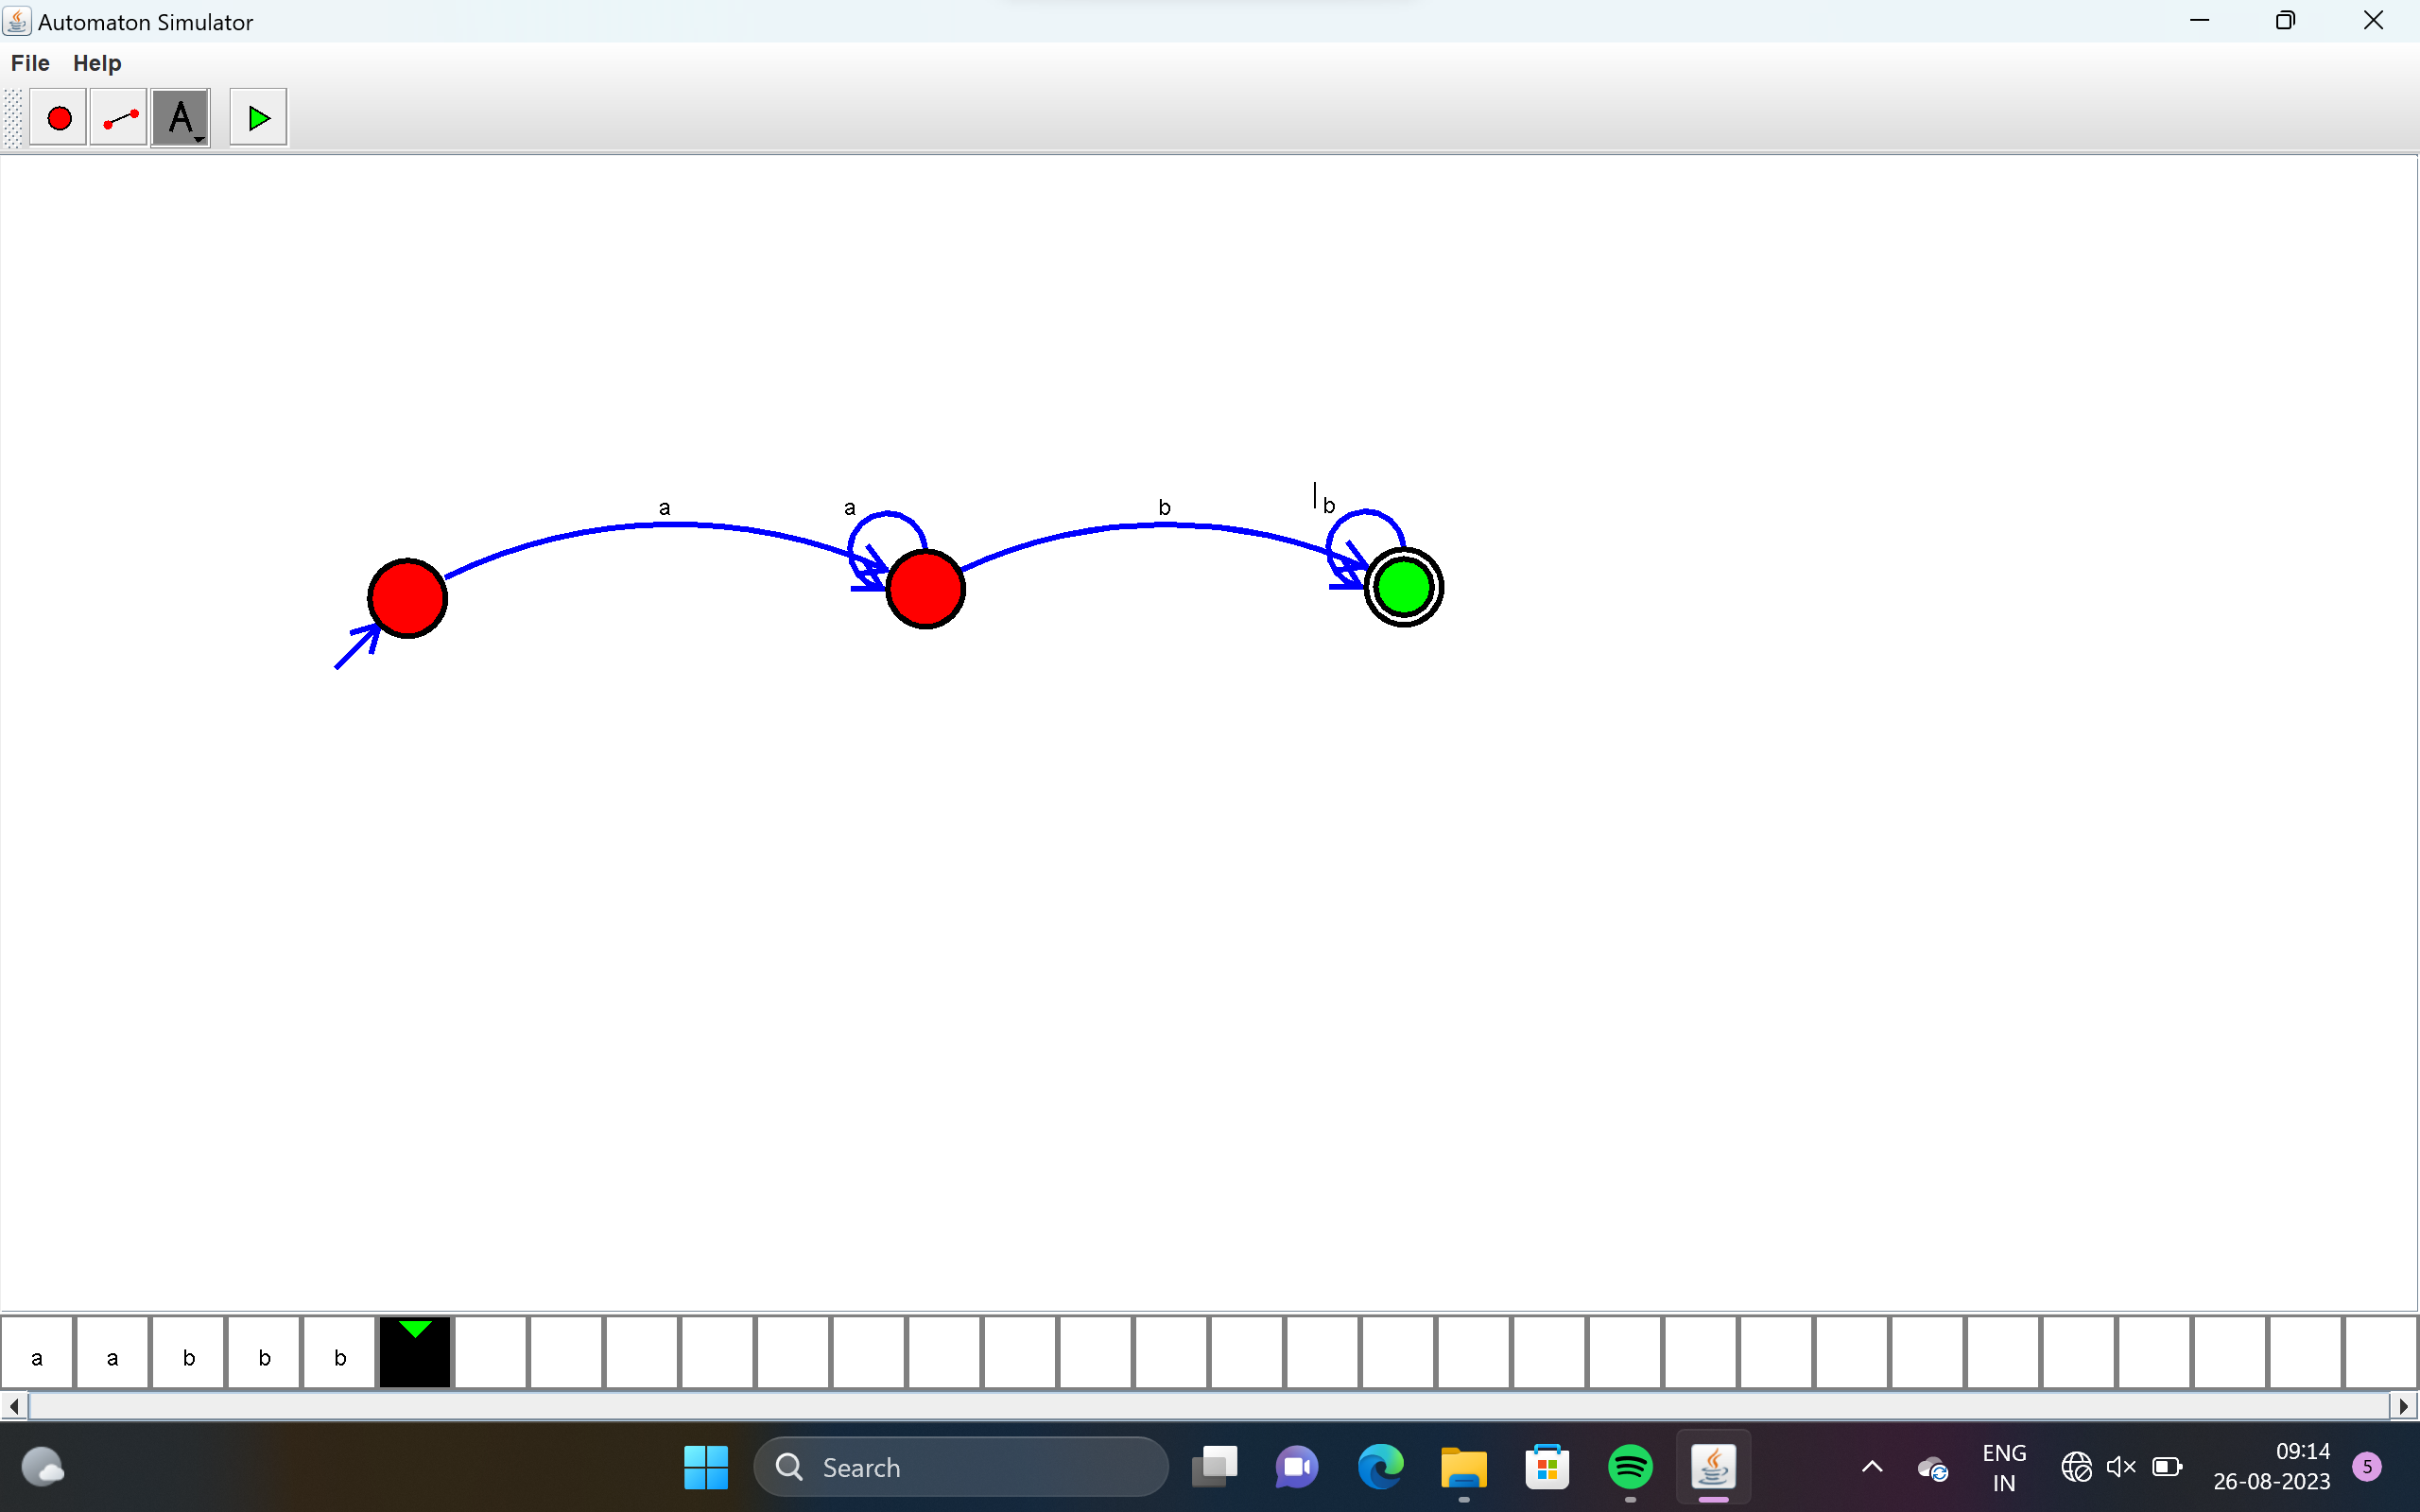 Automaton Simulator
File Help
A
a a b b
a a b b b
Search
ENG
IN
09:14
26-08-2023
5